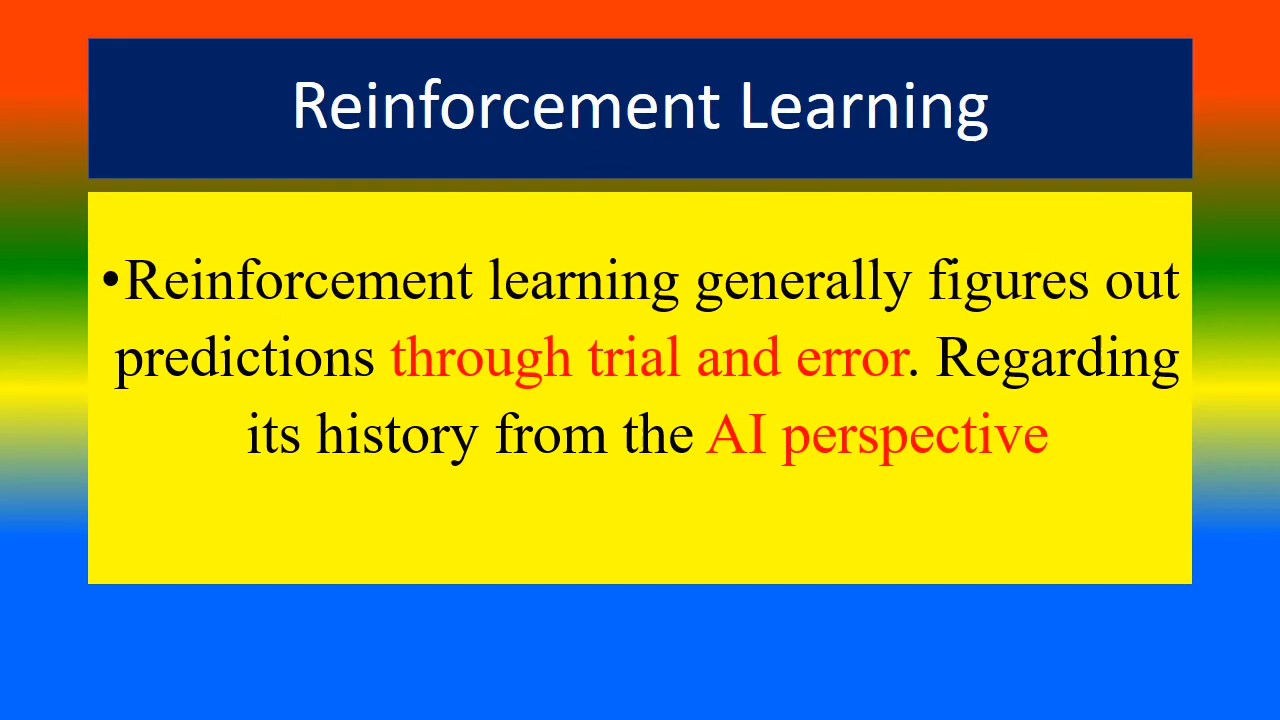 Reinforcement Learning
•Reinforcement learning generally figures out
predictions through trial and error. Regarding
its history from the AI perspective